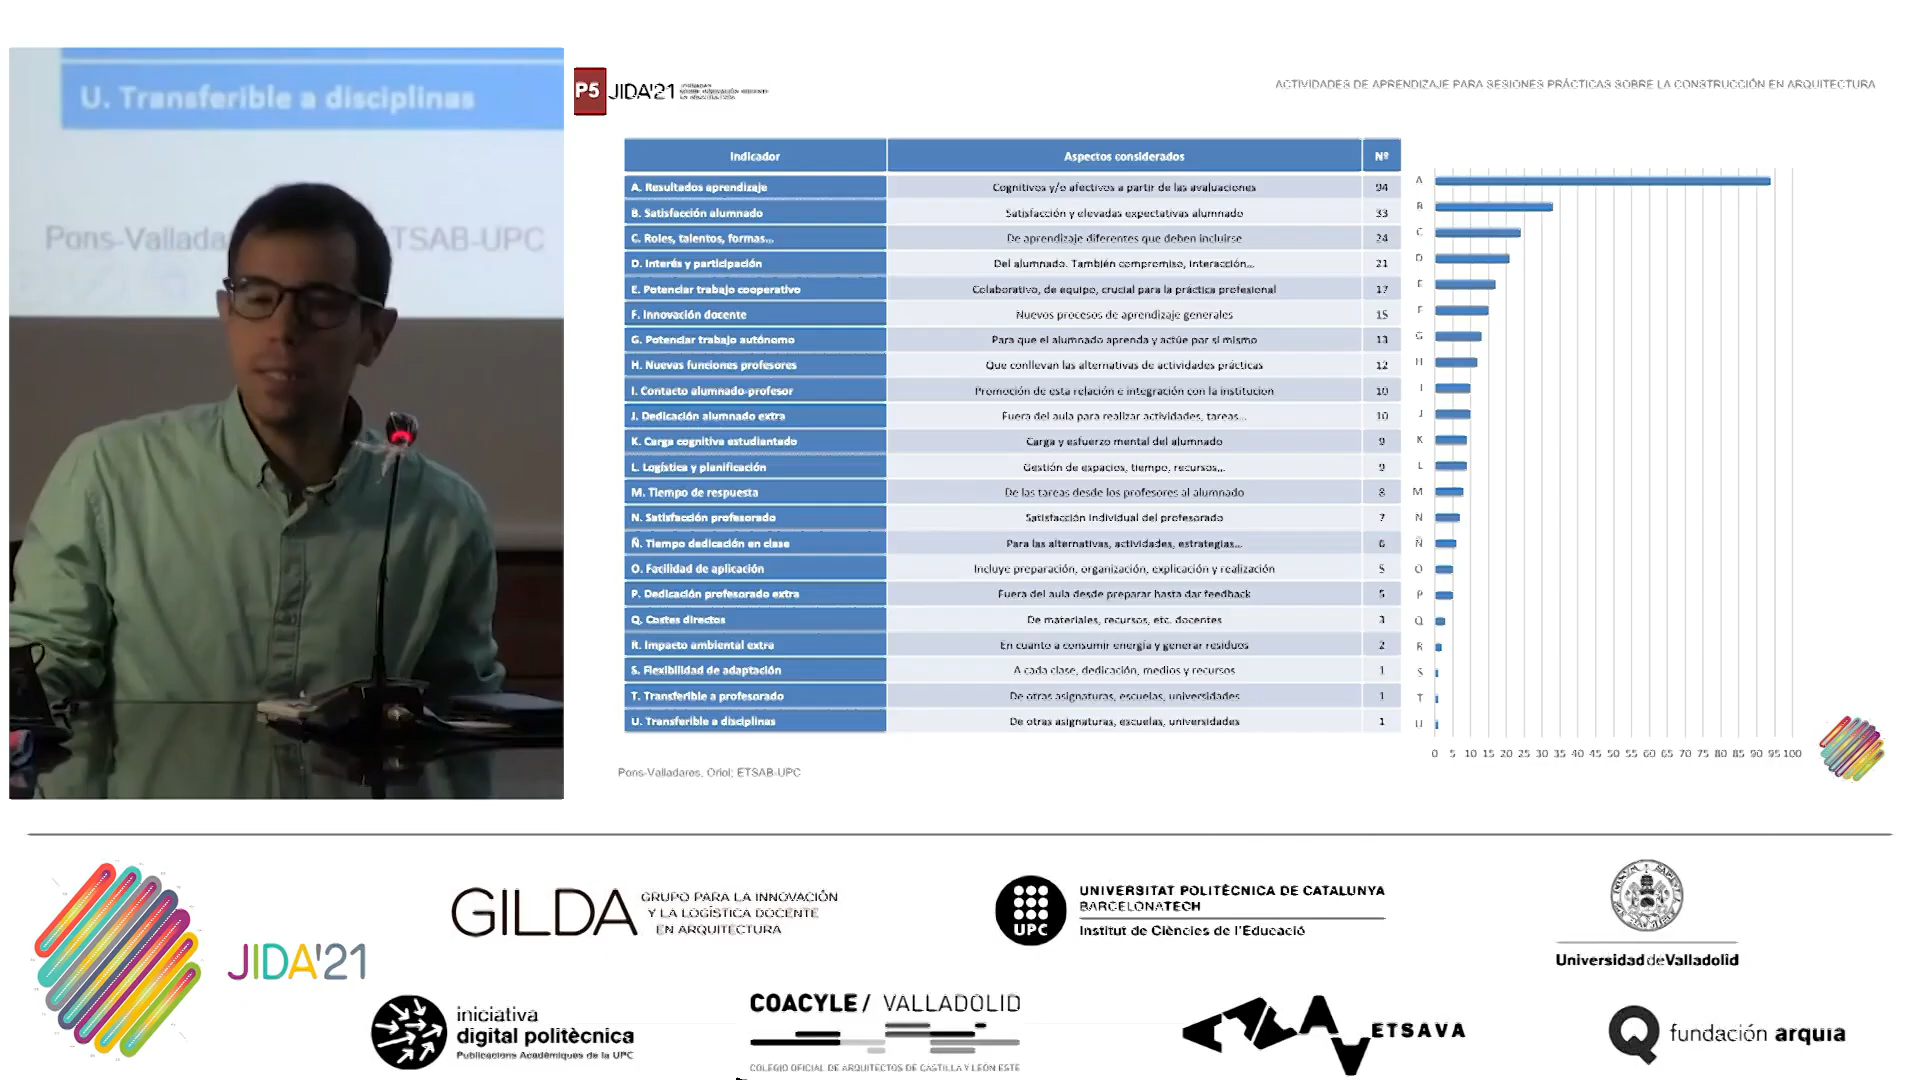 U. Transferible a disciplinas
Pons-Vallada TSAB-UPC
P5 JIDA'21
ACTIVIDADES DE APRENDIZAJE PARA SESIONES PRÁCTICAS SOBRE LA CONSTRUCCIÓN EN ARQUITECTURA
Indicador Aspectos considerados Nº
A. Resultados aprendizaje Cognitivos y/o afectivos a partir de las avaluaciones 94
B. Satisfacción alumnado Satisfacción y elevadas expectativas alumnado 33
C. Roles, talentos, formas... De aprendizaje diferentes que deben incluirse 24
D. Interés y participación Del alumnado. También compromiso, interacción... 21
E. Potenciar trabajo cooperativo Colaborativo, de equipo, crucial para la práctica profesional 17
F. Innovación docente Nuevos procesos de aprendizaje generales 15
G. Potenciar trabajo autónomo Para que el alumnado aprenda y actúe por sí mismo 13
H. Nuevas funciones profesores Que conllevan las alternativas de actividades prácticas 12
I. Contacto alumnado-profesor Promoción de esta relación e integración con la institucion 10
J. Dedicación alumnado extra Fuera del aula para realizar actividades, tareas... 10
K. Carga cognitiva estudiantado Carga y esfuerzo mental del alumnado 9
L. Logística y planificación Gestión de espacios, tiempo, recursos... 9
M. Tiempo de respuesta De las tareas desde los profesores al alumnado 8
N. Satisfacción profesorado Satisfacción individual del profesorado 7
Ñ. Tiempo dedicación en clase Para las alternativas, actividades, estrategias... 6
O. Facilidad de aplicación Incluye preparación, organización, explicación y realización 5
P. Dedicación profesorado extra Fuera del aula desde preparar hasta dar feedback 5
Q. Costes directos De materiales, recursos, etc. docentes 3
R. Impacto ambiental extra En cuanto a consumir energía y generar residuos 2
S. Flexibilidad de adaptación A cada clase, dedicación, medios y recursos 1
T. Transferible a profesorado De otras asignaturas, escuelas, universidades 1
U. Transferible a disciplinas De otras asignaturas, escuelas, universidades 1
A
B
C
D
E
F
G
H
I
J
K
L
M
N
Ñ
O
P
Q
R
S
T
U
0 5 10 15 20 25 30 35 40 45 50 55 60 65 70 75 80 85 90 95 100
Pons-Valladares, Oriol; ETSAB-UPC
JIDA'21
GILDA
GRUPO PARA LA INNOVACIÓN
Y LA LOGÍSTICA DOCENTE
EN ARQUITECTURA
UPC
UNIVERSITAT POLITÈCNICA DE CATALUNYA
BARCELONATECH
Institut de Ciències de l'Educació
Universidad de Valladolid
iniciativa
digital politècnica
Publicacions Acadèmiques de la UPC
COACYLE/ VALLADOLID
COLEGIO OFICIAL DE ARQUITECTOS DE CASTILLA Y LEÓN ESTE
ETSAVA
fundación arquia